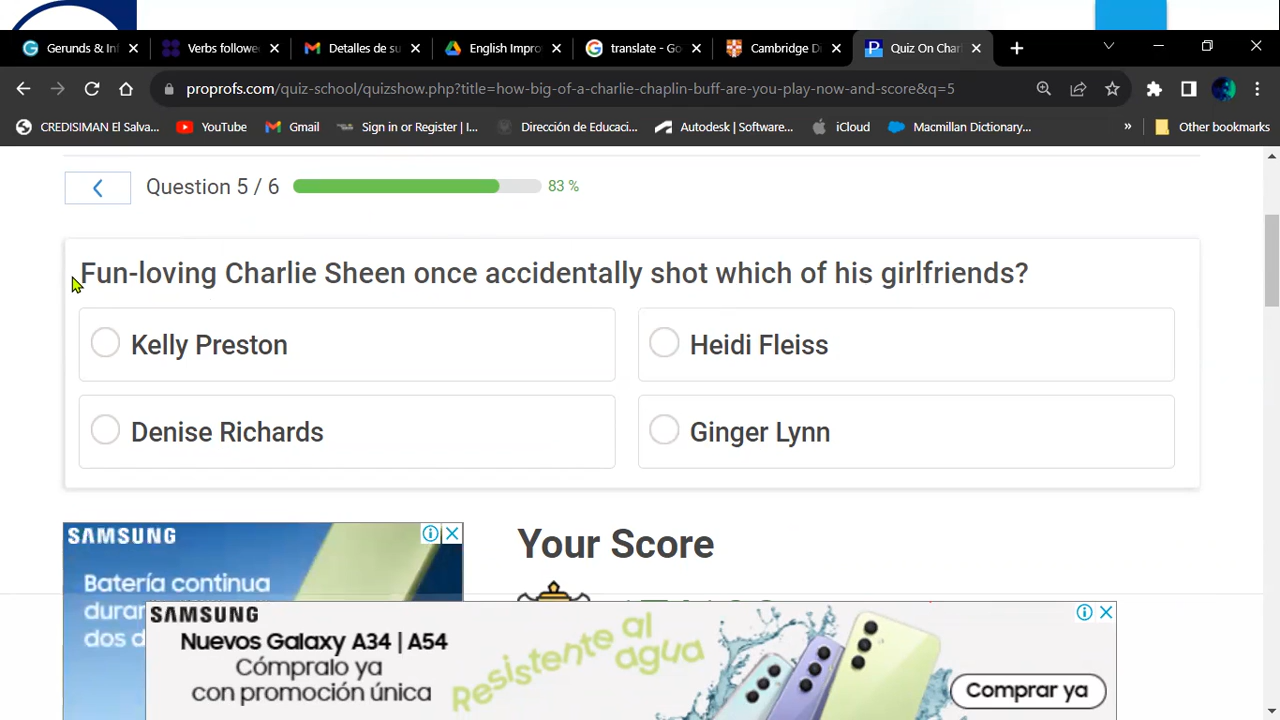 Gerunds & Inf
Verbs followe
Detalles de su
English Impro
translate - Go
Cambridge Di
Quiz On Char
proprofs.com/quiz-school/quizshow.php?title=how-big-of-a-charlie-chaplin-buff-are-you-play-now-and-score&q=5
CREDISIMAN El Salva...
YouTube
Gmail
Sign in or Register | I...
Dirección de Educaci...
Autodesk | Software...
iCloud
Macmillan Dictionary...
»
Other bookmarks
Question 5 / 6
83 %
Fun-loving Charlie Sheen once accidentally shot which of his girlfriends?
Kelly Preston
Heidi Fleiss
Denise Richards
Ginger Lynn
SAMSUNG
Batería continua
duran
dos d
Your Score
SAMSUNG
Nuevos Galaxy A34 | A54
Cómpralo ya
con promoción única
Resistente al
agua
Comprar ya